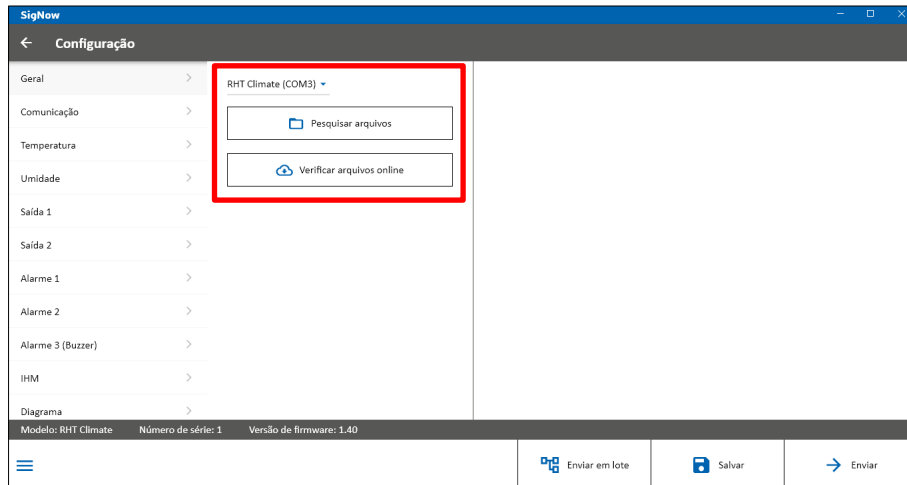 SigNow
Configuração
Geral
Comunicação
Temperatura
Umidade
Saída 1
Saída 2
Alarme 1
Alarme 2
Alarme 3 (Buzzer)
IHM
Diagrama
RHT Climate (COM3)
Pesquisar arquivos
Verificar arquivos online
Modelo: RHT Climate Número de série: 1 Versão de firmware: 1.40
Enviar em lote
Salvar
Enviar